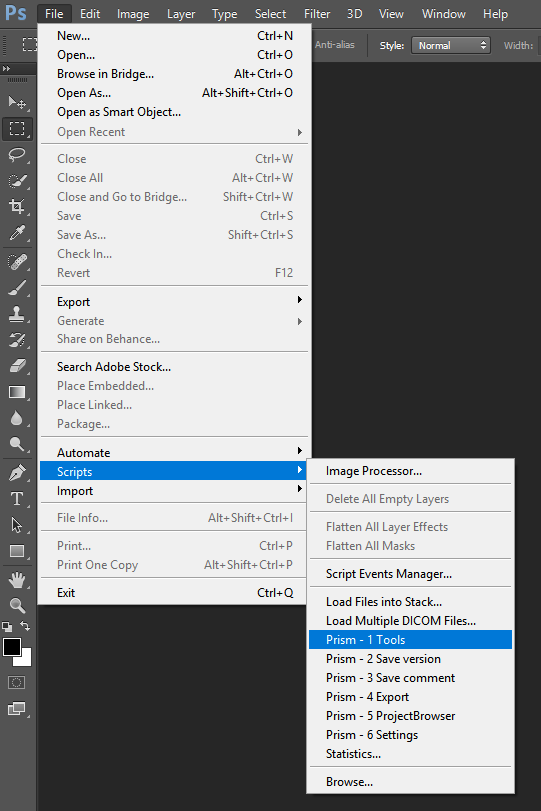 Ps File Edit Image Layer Type Select Filter 3D View Window Help
Anti-alias Style: Normal Width:
New... Ctrl+N
Open... Ctrl+O
Browse in Bridge... Alt+Ctrl+O
Open As... Alt+Shift+Ctrl+O
Open as Smart Object...
Open Recent
Close Ctrl+W
Close All Alt+Ctrl+W
Close and Go to Bridge... Shift+Ctrl+W
Save Ctrl+S
Save As... Shift+Ctrl+S
Check In...
Revert F12
Export
Generate
Share on Behance...
Search Adobe Stock...
Place Embedded...
Place Linked...
Package...
Automate
Scripts
Import
File Info... Alt+Shift+Ctrl+I
Print... Ctrl+P
Print One Copy Alt+Shift+Ctrl+P
Exit Ctrl+Q
Image Processor...
Delete All Empty Layers
Flatten All Layer Effects
Flatten All Masks
Script Events Manager...
Load Files into Stack...
Load Multiple DICOM Files...
Prism - 1 Tools
Prism - 2 Save version
Prism - 3 Save comment
Prism - 4 Export
Prism - 5 ProjectBrowser
Prism - 6 Settings
Statistics...
Browse...